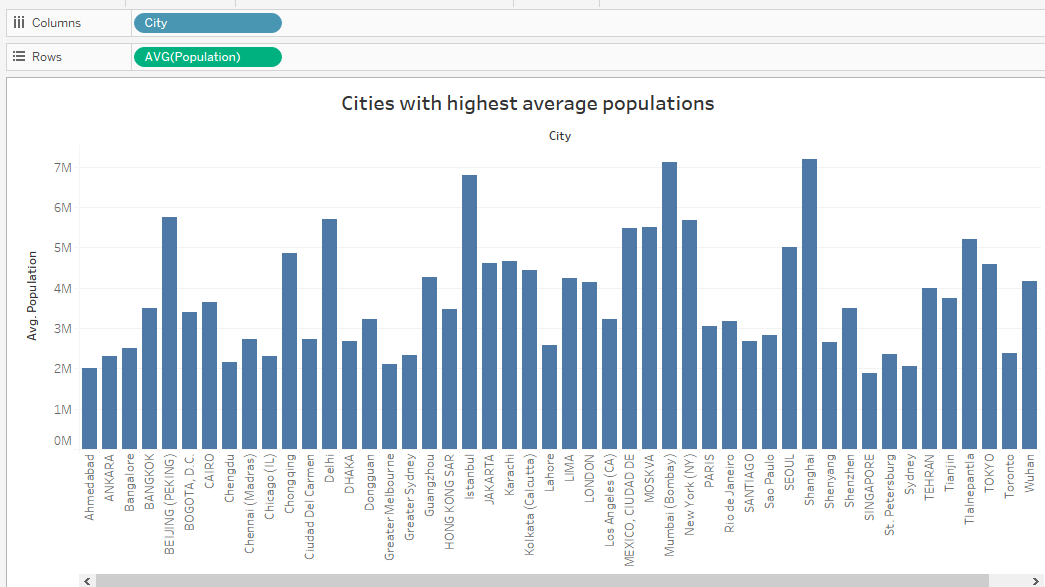 Columns
City
Rows
AVG(Population)
Cities with highest average populations
City
7M
6M
5M
4M
3M
2M
1M
0M
Avg. Population
Ahmedabad
ANKARA
Bangalore
BANGKOK
BEIJING (PEKING)
BOGOTA, D.C.
CAIRO
Chengdu
Chennai (Madras)
Chicago (IL)
Chongqing
Ciudad Del Carmen
Delhi
DHAKA
Dongguan
Greater Melbourne
Greater Sydney
Guangzhou
HONG KONG SAR
Istanbul
JAKARTA
Karachi
Kolkata (Calcutta)
Lahore
LIMA
LONDON
Los Angeles (CA)
MEXICO, CIUDAD DE
MOSKVA
Mumbai (Bombay)
New York (NY)
PARIS
Rio de Janeiro
SANTIAGO
Sao Paulo
SEOUL
Shanghai
Shenyang
Shenzhen
SINGAPORE
St. Petersburg
Sydney
TEHRAN
Tianjin
Tlalnepantla
TOKYO
Toronto
Wuhan